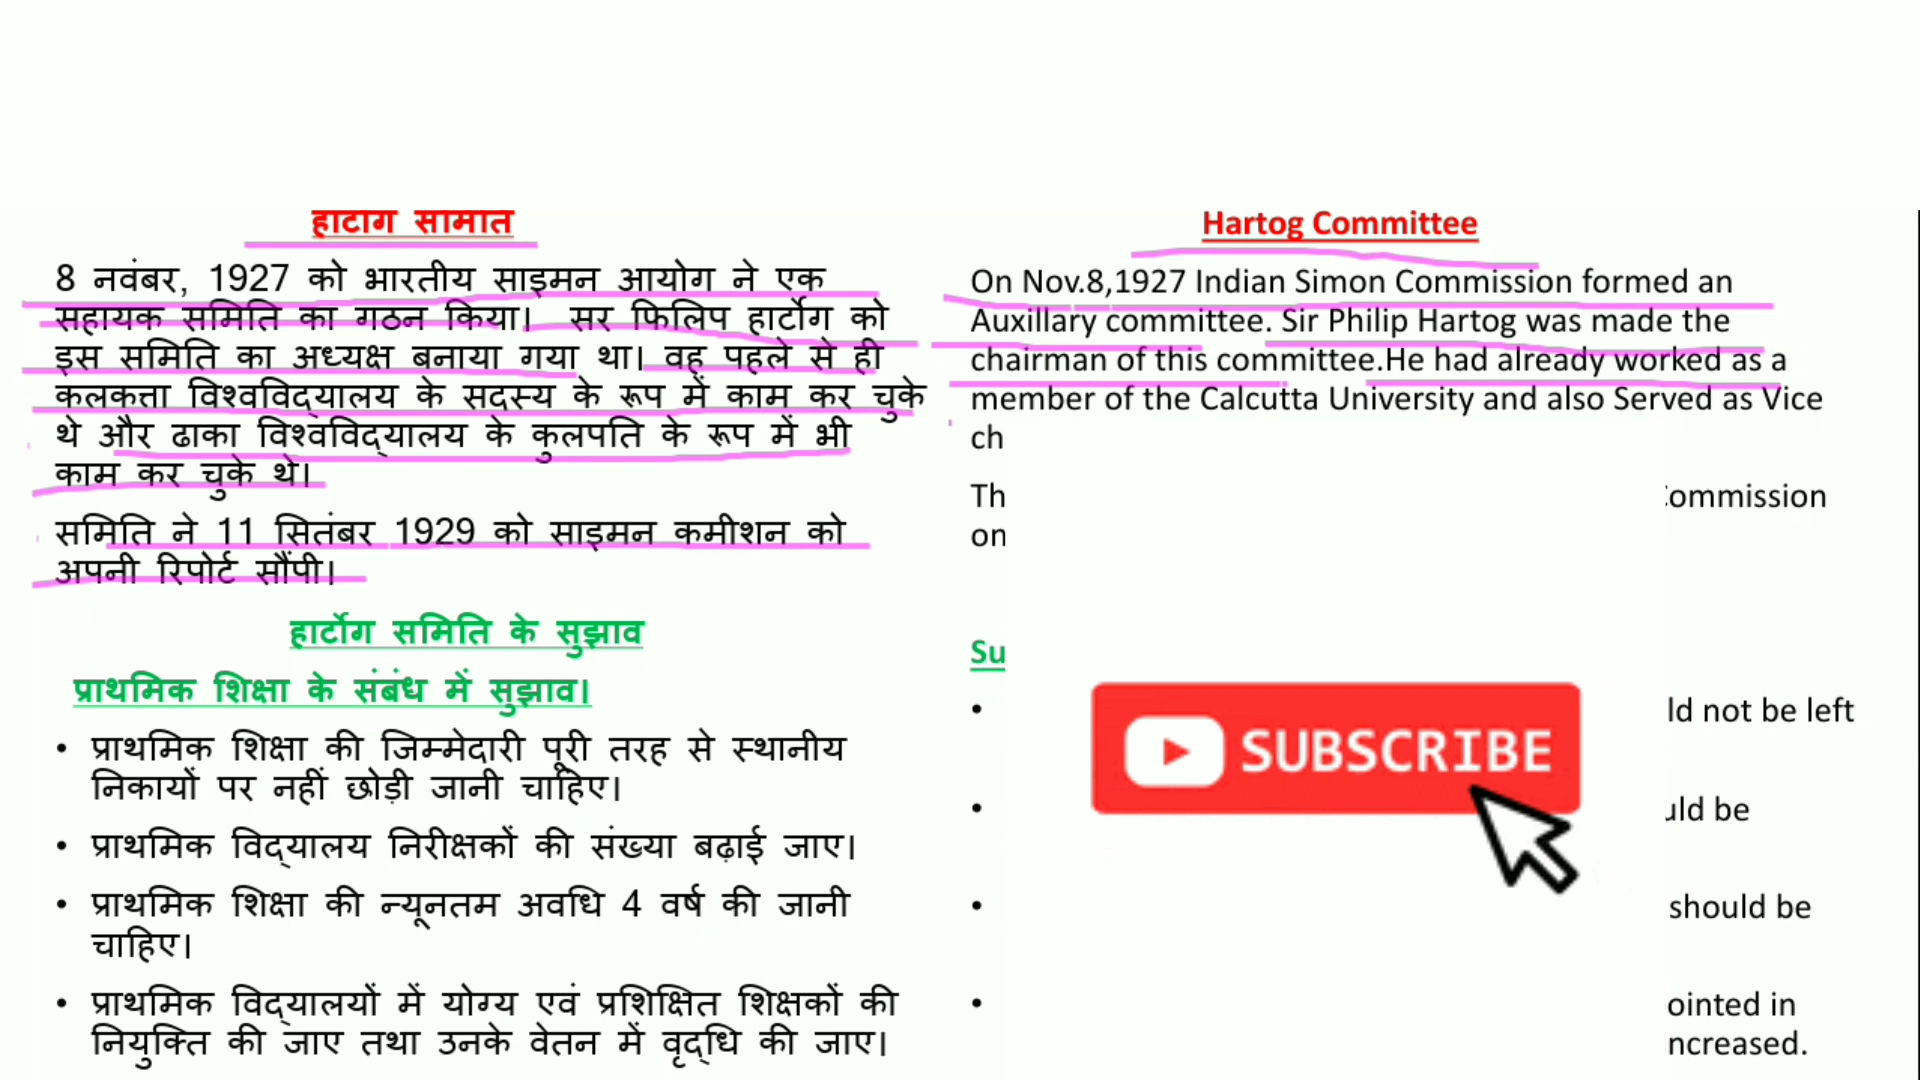 हार्टोग समिति
8 नवंबर, 1927 को भारतीय साइमन आयोग ने एक
सहायक समिति का गठन किया। सर फिलिप हार्टोग को
इस समिति का अध्यक्ष बनाया गया था। वह पहले से ही
कलकत्ता विश्वविद्यालय के सदस्य के रूप में काम कर चुके
थे और ढाका विश्वविद्यालय के कुलपति के रूप में भी
काम कर चुके थे।
समिति ने 11 सितंबर 1929 को साइमन कमीशन को
अपनी रिपोर्ट सौंपी।
हार्टोग समिति के सुझाव
प्राथमिक शिक्षा के संबंध में सुझाव।
• प्राथमिक शिक्षा की जिम्मेदारी पूरी तरह से स्थानीय
निकायों पर नहीं छोड़ी जानी चाहिए।
• प्राथमिक विद्यालय निरीक्षकों की संख्या बढ़ाई जाए।
• प्राथमिक शिक्षा की न्यूनतम अवधि 4 वर्ष की जानी
चाहिए।
• प्राथमिक विद्यालयों में योग्य एवं प्रशिक्षित शिक्षकों की
नियुक्ति की जाए तथा उनके वेतन में वृद्धि की जाए।
Hartog Committee
On Nov.8,1927 Indian Simon Commission formed an
Auxillary committee. Sir Philip Hartog was made the
chairman of this committee.He had already worked as a
member of the Calcutta University and also Served as Vice
ch
Th ommission
on
Su
• ld not be left
• uld be
• should be
• ointed in
ncreased.
SUBSCRIBE